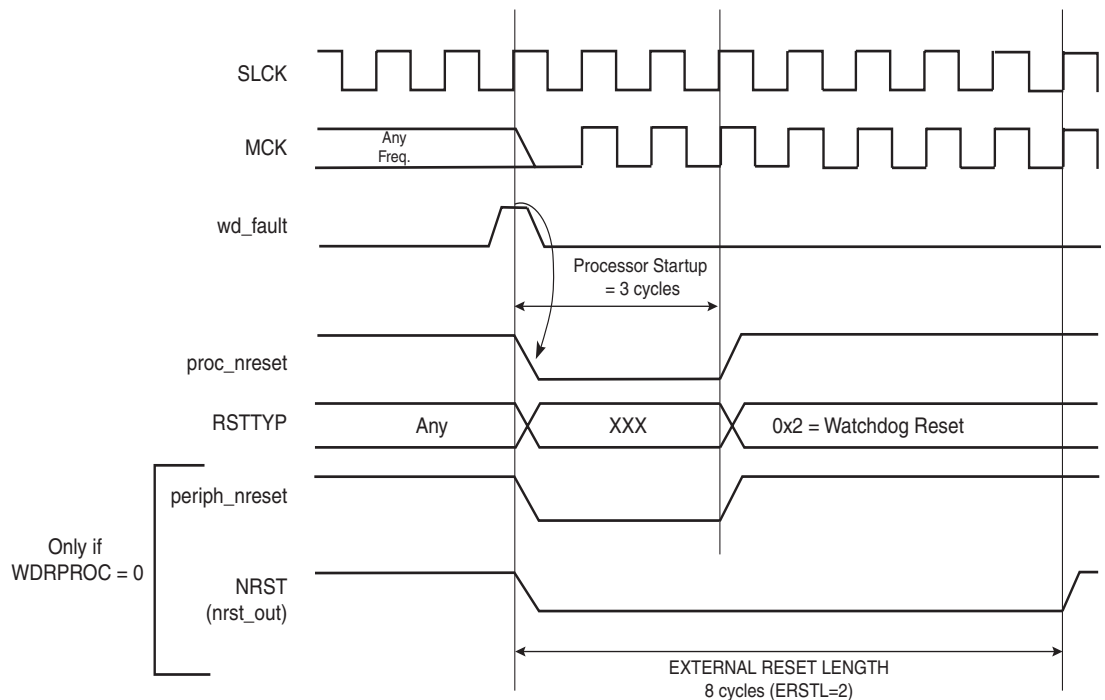 SLCK
MCK
Any
Freq.
wd_fault
Processor Startup
= 3 cycles
proc_nreset
RSTTYP
Any
XXX
0x2 = Watchdog Reset
periph_nreset
Only if
WDRPROC = 0
NRST
(nrst_out)
EXTERNAL RESET LENGTH
8 cycles (ERSTL=2)